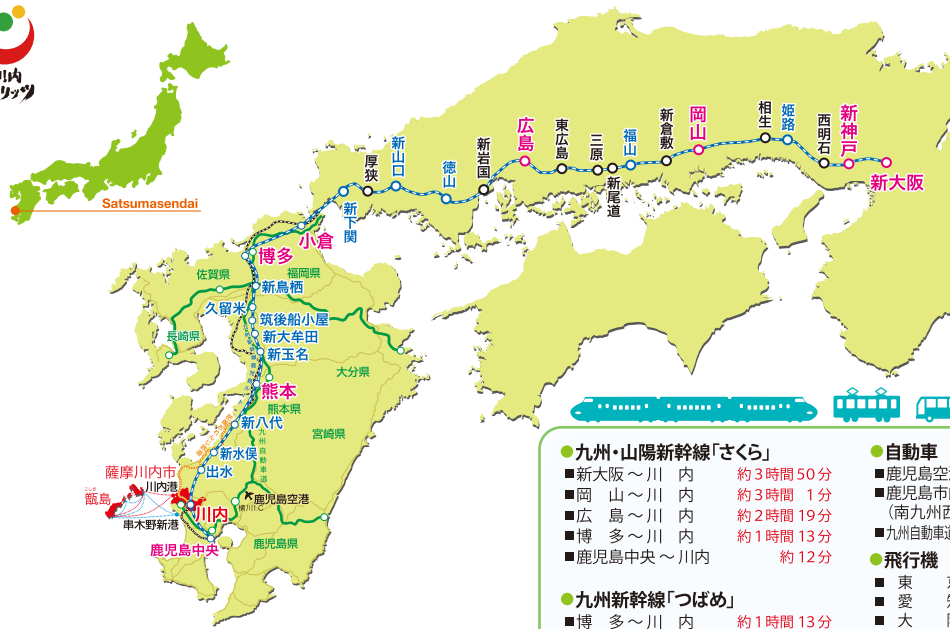 川内
Satsumasendai
新大阪
新神戸
西明石
姫路
相生
岡山
新倉敷
福山
新尾道
三原
東広島
広島
新岩国
徳山
新山口
厚狭
新下関
小倉
博多
福岡県
佐賀県
新鳥栖
久留米
筑後船小屋
新大牟田
長崎県
新玉名
大分県
熊本
熊本県
新八代
宮崎県
九州自動車道
新水俣
出水
薩摩川内市
川内港
こしき
甑島
串木野新港
川内
鹿児島空港
横川I.C
鹿児島中央
鹿児島県
●九州・山陽新幹線「さくら」
■新大阪～川　内　約3時間50分
■岡　山～川　内　約3時間　1分
■広　島～川　内　約2時間19分
■博　多～川　内　約1時間13分
■鹿児島中央～川内　約12分
●九州新幹線「つばめ」
■博　多～川　内　約1時間13分
●自動車
■鹿児島空
■鹿児島市
（南九州西
■九州自動車道
●飛行機
■東
■愛
■大